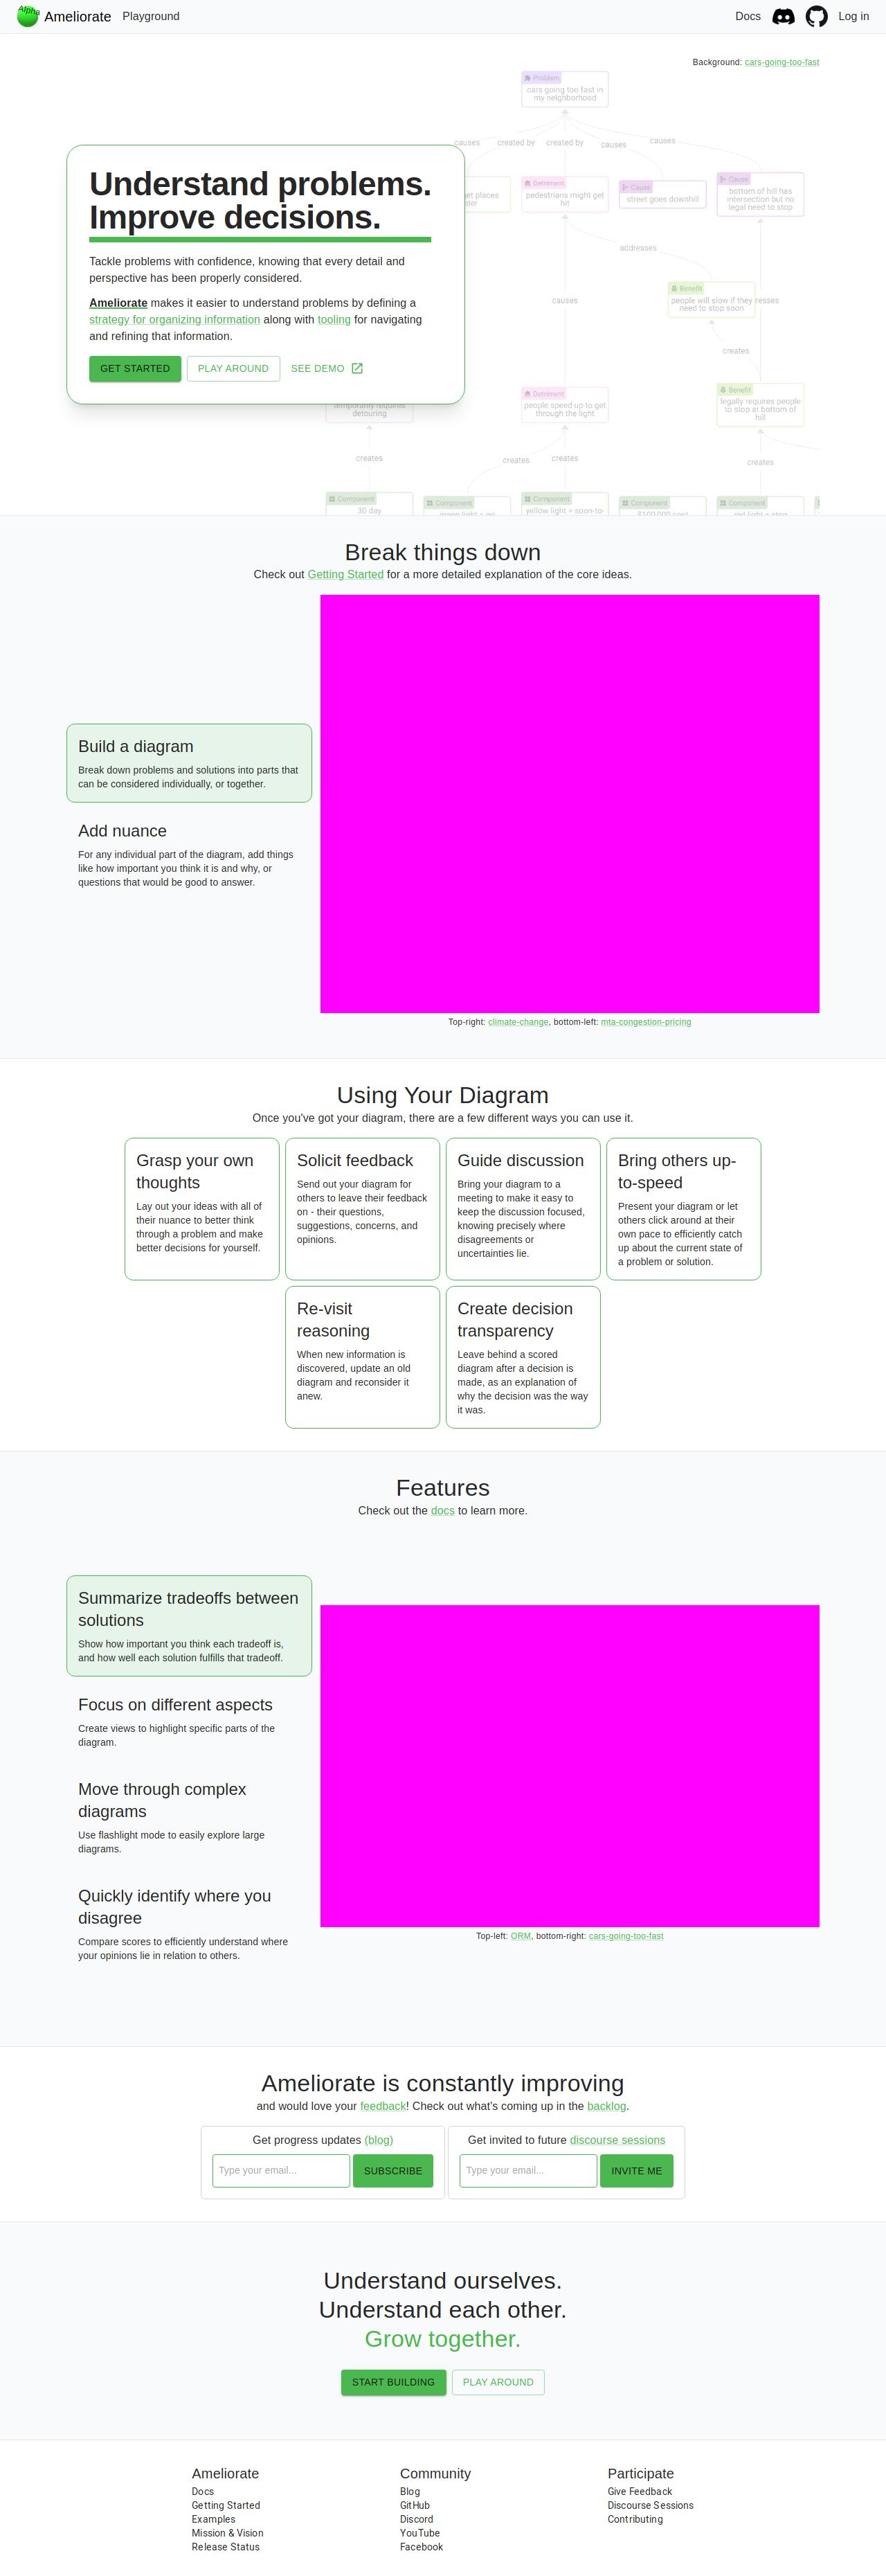 Alpha
Ameliorate
Playground
Docs
Log in
Background: cars-going-too-fast
Problem
cars going too fast in
my neighborhood
causes
created by
created by
causes
causes
Understand problems.
Improve decisions.
Tackle problems with confidence, knowing that every detail and
perspective has been properly considered.
Ameliorate makes it easier to understand problems by defining a
strategy for organizing information along with tooling for navigating
and refining that information.
GET STARTED
PLAY AROUND
SEE DEMO
get places
Detriment
pedestrians might get
hit
Cause
street goes downhill
Cause
bottom of hill has
intersection but no
legal need to stop
addresses
causes
Benefit
people will slow if they
need to stop soon
creates
Detriment
people speed up to get
through the light
Benefit
legally requires people
to stop at bottom of
hill
temporarily requires
detouring
creates
creates
creates
creates
Component
30 day
Component
green light = go
Component
yellow light = soon-to-
Component
$100,000 cost
Component
red light = stop
Break things down
Check out Getting Started for a more detailed explanation of the core ideas.
Build a diagram
Break down problems and solutions into parts that
can be considered individually, or together.
Add nuance
For any individual part of the diagram, add things
like how important you think it is and why, or
questions that would be good to answer.
Top-right: climate-change, bottom-left: mta-congestion-pricing
Using Your Diagram
Once you've got your diagram, there are a few different ways you can use it.
Grasp your own
thoughts
Lay out your ideas with all of
their nuance to better think
through a problem and make
better decisions for yourself.
Solicit feedback
Send out your diagram for
others to leave their feedback
on - their questions,
suggestions, concerns, and
opinions.
Guide discussion
Bring your diagram to a
meeting to make it easy to
keep the discussion focused,
knowing precisely where
disagreements or
uncertainties lie.
Bring others up-
to-speed
Present your diagram or let
others click around at their
own pace to efficiently catch
up about the current state of
a problem or solution.
Re-visit
reasoning
When new information is
discovered, update an old
diagram and reconsider it
anew.
Create decision
transparency
Leave behind a scored
diagram after a decision is
made, as an explanation of
why the decision was the way
it was.
Features
Check out the docs to learn more.
Summarize tradeoffs between
solutions
Show how important you think each tradeoff is,
and how well each solution fulfills that tradeoff.
Focus on different aspects
Create views to highlight specific parts of the
diagram.
Move through complex
diagrams
Use flashlight mode to easily explore large
diagrams.
Quickly identify where you
disagree
Compare scores to efficiently understand where
your opinions lie in relation to others.
Top-left: ORM, bottom-right: cars-going-too-fast
Ameliorate is constantly improving
and would love your feedback! Check out what's coming up in the backlog.
Get progress updates (blog)
Type your email...
SUBSCRIBE
Get invited to future discourse sessions
Type your email...
INVITE ME
Understand ourselves.
Understand each other.
Grow together.
START BUILDING
PLAY AROUND
Ameliorate
Docs
Getting Started
Examples
Mission & Vision
Release Status
Community
Blog
GitHub
Discord
YouTube
Facebook
Participate
Give Feedback
Discourse Sessions
Contributing